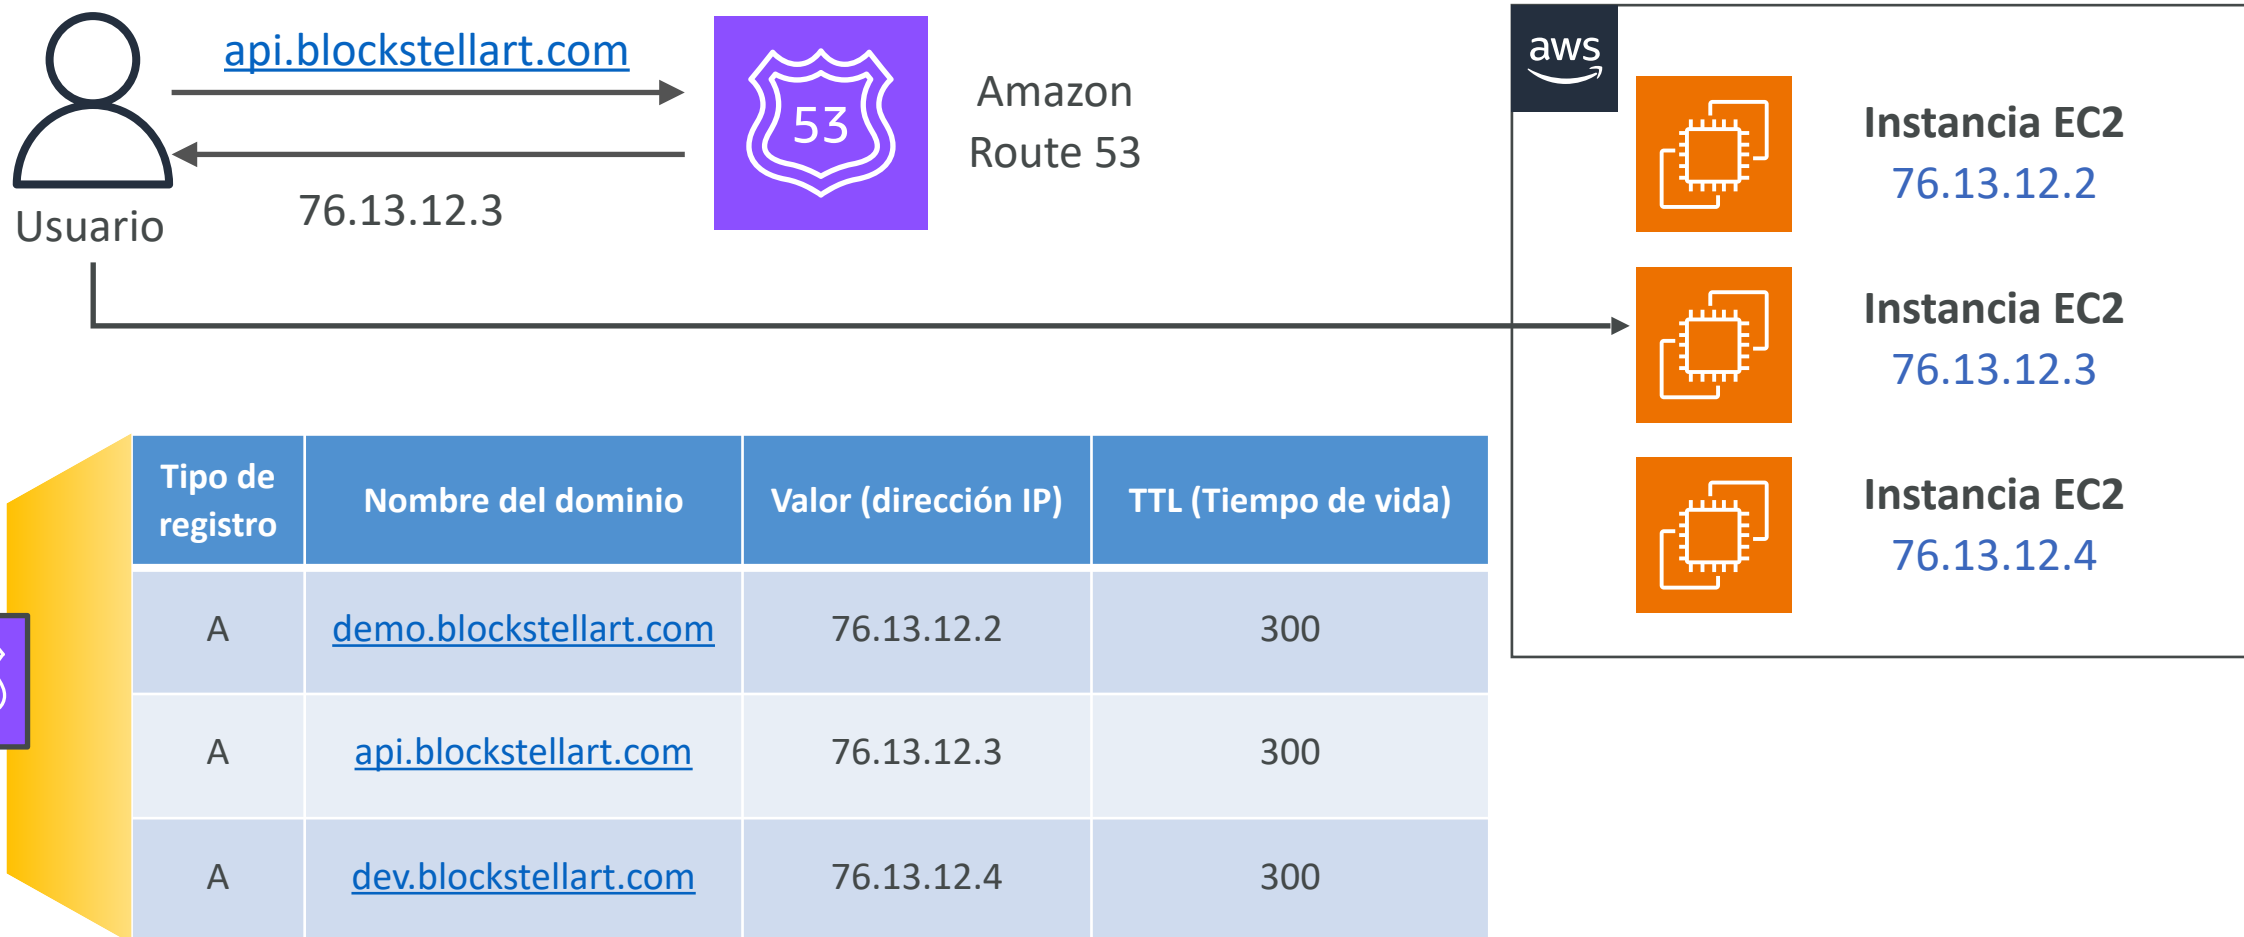 api.blockstellart.com
76.13.12.3
Usuario
53
Amazon
Route 53
aws
Instancia EC2
76.13.12.2
Instancia EC2
76.13.12.3
Instancia EC2
76.13.12.4
Tipo de registro | Nombre del dominio | Valor (dirección IP) | TTL (Tiempo de vida)
A | demo.blockstellart.com | 76.13.12.2 | 300
A | api.blockstellart.com | 76.13.12.3 | 300
A | dev.blockstellart.com | 76.13.12.4 | 300